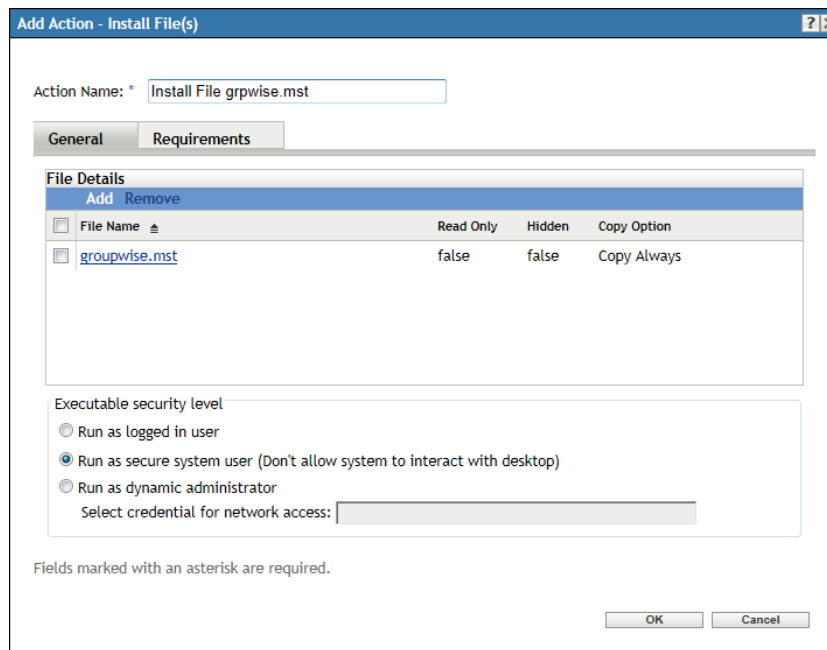 Add Action - Install File(s) ?
Action Name: * Install File grpwise.mst
General Requirements
File Details
Add Remove
File Name Read Only Hidden Copy Option
groupwise.mst false false Copy Always
Executable security level
Run as logged in user
Run as secure system user (Don't allow system to interact with desktop)
Run as dynamic administrator
Select credential for network access:
Fields marked with an asterisk are required.
OK Cancel